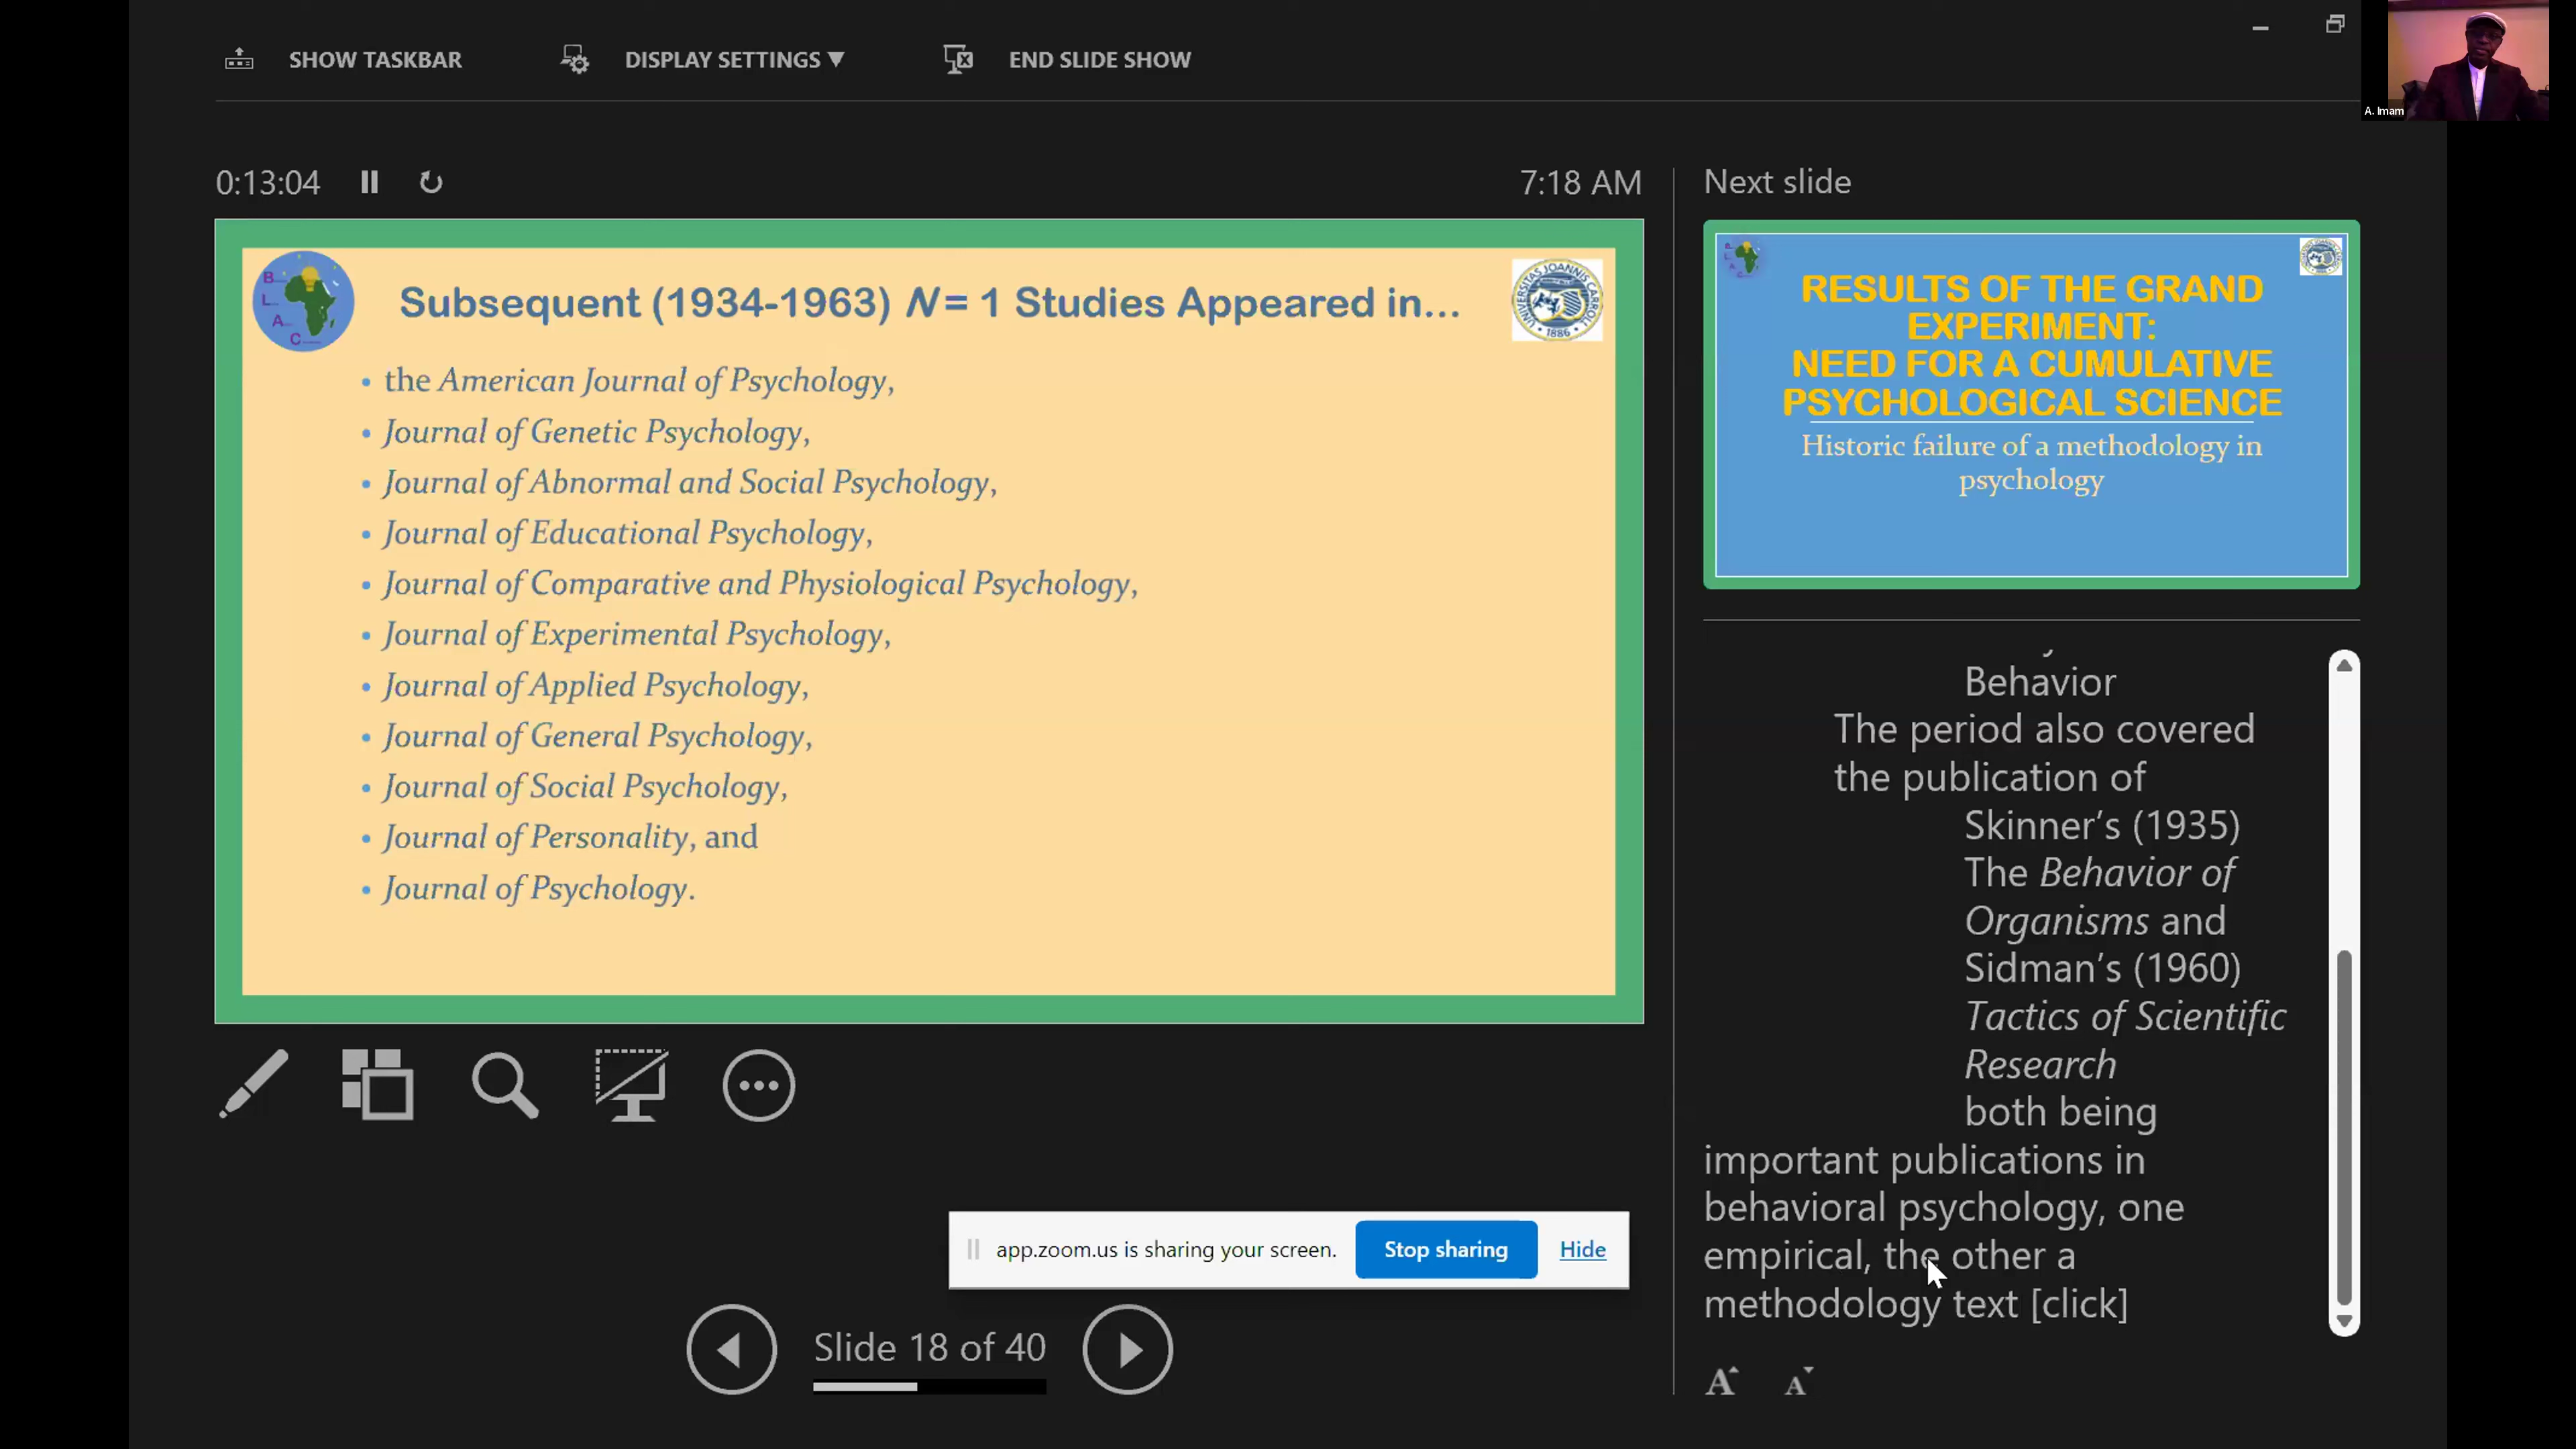 SHOW TASKBAR
DISPLAY SETTINGS ▼
END SLIDE SHOW
A. Imam
0:13:04
7:18 AM
B
L
A
C
Subsequent (1934-1963) N = 1 Studies Appeared in...
UNIVERSITAS JOANNIS CARROLL
1886
• the American Journal of Psychology,
• Journal of Genetic Psychology,
• Journal of Abnormal and Social Psychology,
• Journal of Educational Psychology,
• Journal of Comparative and Physiological Psychology,
• Journal of Experimental Psychology,
• Journal of Applied Psychology,
• Journal of General Psychology,
• Journal of Social Psychology,
• Journal of Personality, and
• Journal of Psychology.
Next slide
RESULTS OF THE GRAND
EXPERIMENT:
NEED FOR A CUMULATIVE
PSYCHOLOGICAL SCIENCE
Historic failure of a methodology in
psychology
Behavior
The period also covered
the publication of
Skinner’s (1935)
The Behavior of
Organisms and
Sidman’s (1960)
Tactics of Scientific
Research
both being
important publications in
behavioral psychology, one
empirical, the other a
methodology text [click]
app.zoom.us is sharing your screen.
Stop sharing
Hide
Slide 18 of 40
A
A